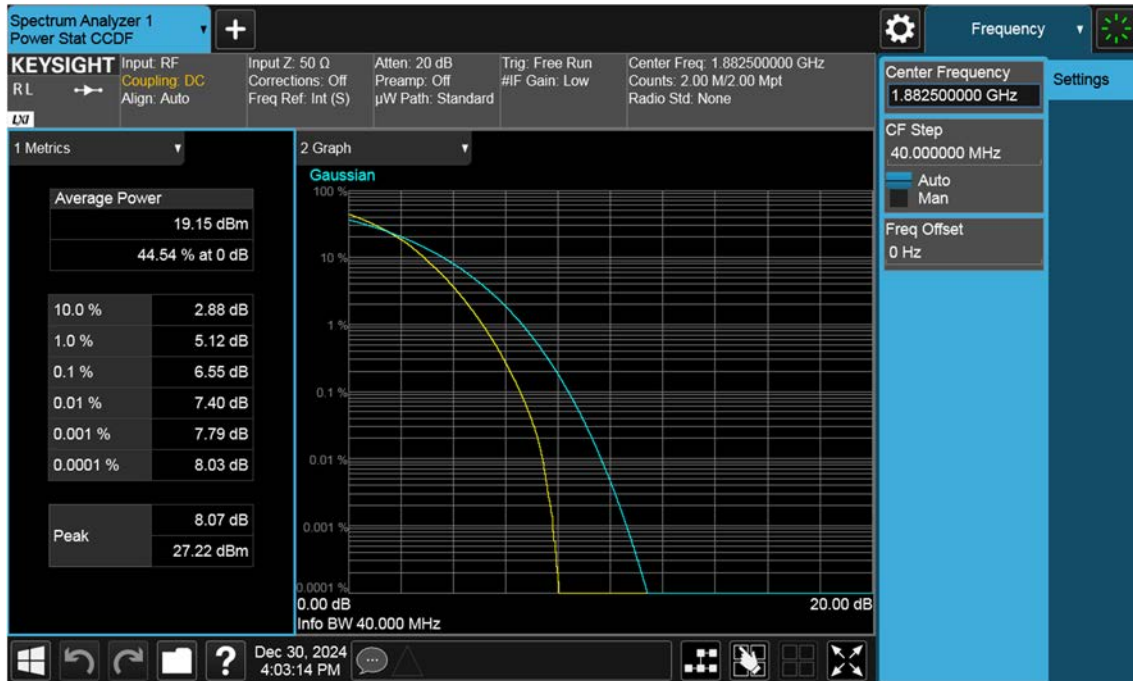 Spectrum Analyzer 1
Power Stat CCDF
Frequency
KEYSIGHT
RL
LXI
Input: RF
Coupling: DC
Align: Auto
Input Z: 50 Ω
Corrections: Off
Freq Ref: Int (S)
Atten: 20 dB
Preamp: Off
µW Path: Standard
Trig: Free Run
#IF Gain: Low
Center Freq: 1.882500000 GHz
Counts: 2.00 M/2.00 Mpt
Radio Std: None
Center Frequency
1.882500000 GHz
Settings
CF Step
40.000000 MHz
Auto
Man
Freq Offset
0 Hz
1 Metrics
Average Power
19.15 dBm
44.54 % at 0 dB
10.0 % 2.88 dB
1.0 % 5.12 dB
0.1 % 6.55 dB
0.01 % 7.40 dB
0.001 % 7.79 dB
0.0001 % 8.03 dB
Peak
8.07 dB
27.22 dBm
2 Graph
Gaussian
100 %
10 %
1 %
0.1 %
0.01 %
0.001 %
0.0001 %
0.00 dB 20.00 dB
Info BW 40.000 MHz
Dec 30, 2024
4:03:14 PM